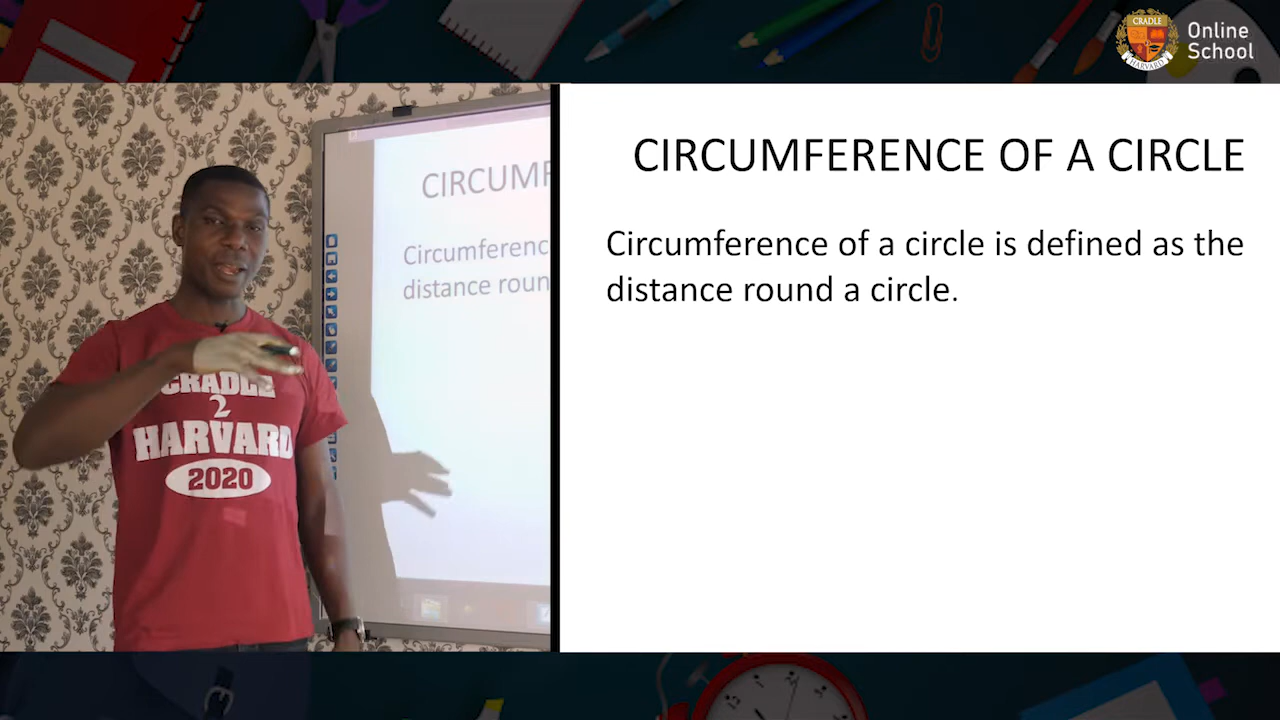 CRADLE
HARVARD
Online
School
CIRCUMF
Circumferenc
distance roun
CRADLE
2
HARVARD
2020
CIRCUMFERENCE OF A CIRCLE
Circumference of a circle is defined as the
distance round a circle.